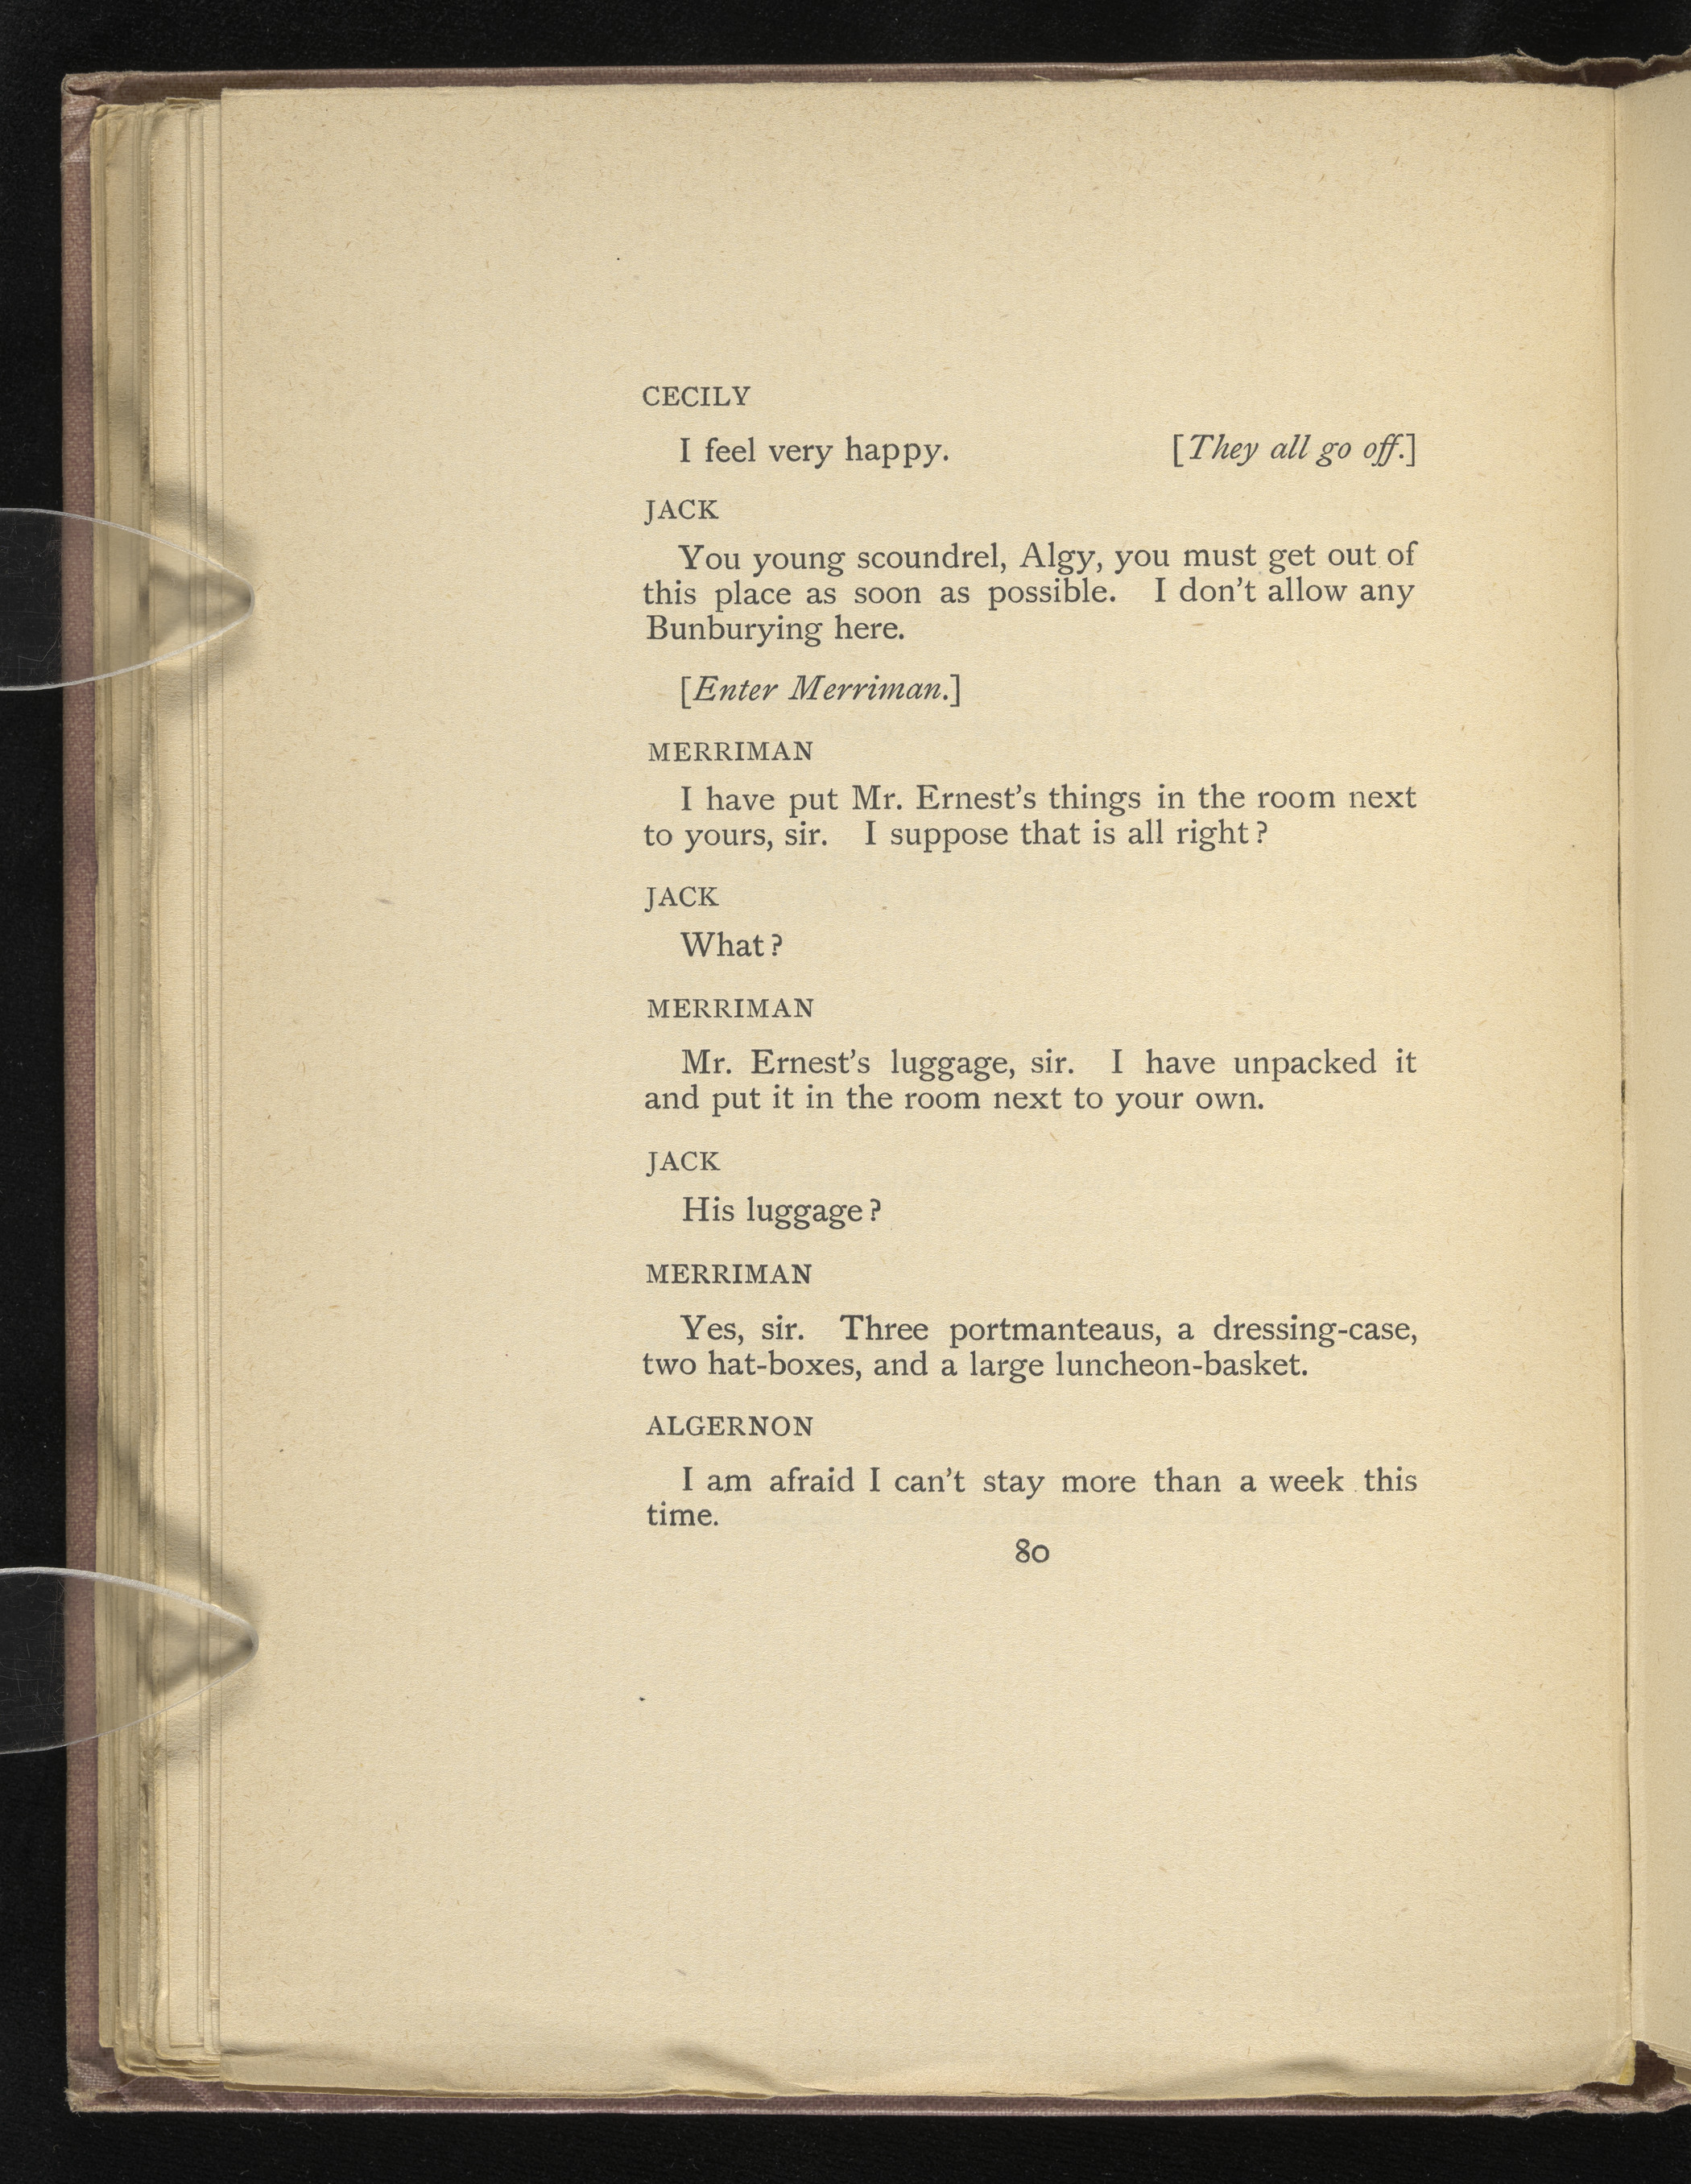 CECILY
I feel very happy. [They all go off.]
JACK
You young scoundrel, Algy, you must get out of
this place as soon as possible. I don't allow any
Bunburying here.
[Enter Merriman.]
MERRIMAN
I have put Mr. Ernest's things in the room next
to yours, sir. I suppose that is all right?
JACK
What?
MERRIMAN
Mr. Ernest's luggage, sir. I have unpacked it
and put it in the room next to your own.
JACK
His luggage?
MERRIMAN
Yes, sir. Three portmanteaus, a dressing-case,
two hat-boxes, and a large luncheon-basket.
ALGERNON
I am afraid I can't stay more than a week this
time.
80